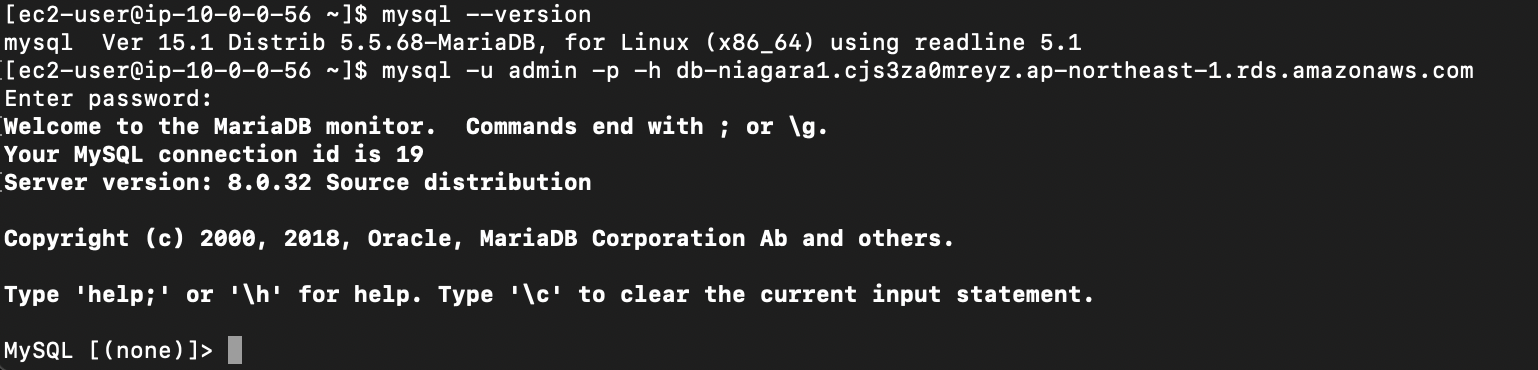 [ec2-user@ip-10-0-0-56 ~]$ mysql --version
mysql  Ver 15.1 Distrib 5.5.68-MariaDB, for Linux (x86_64) using readline 5.1
[ec2-user@ip-10-0-0-56 ~]$ mysql -u admin -p -h db-niagara1.cjs3za0mreyz.ap-northeast-1.rds.amazonaws.com
Enter password:
Welcome to the MariaDB monitor.  Commands end with ; or \g.
Your MySQL connection id is 19
Server version: 8.0.32 Source distribution
Copyright (c) 2000, 2018, Oracle, MariaDB Corporation Ab and others.
Type 'help;' or '\h' for help. Type '\c' to clear the current input statement.
MySQL [(none)]>